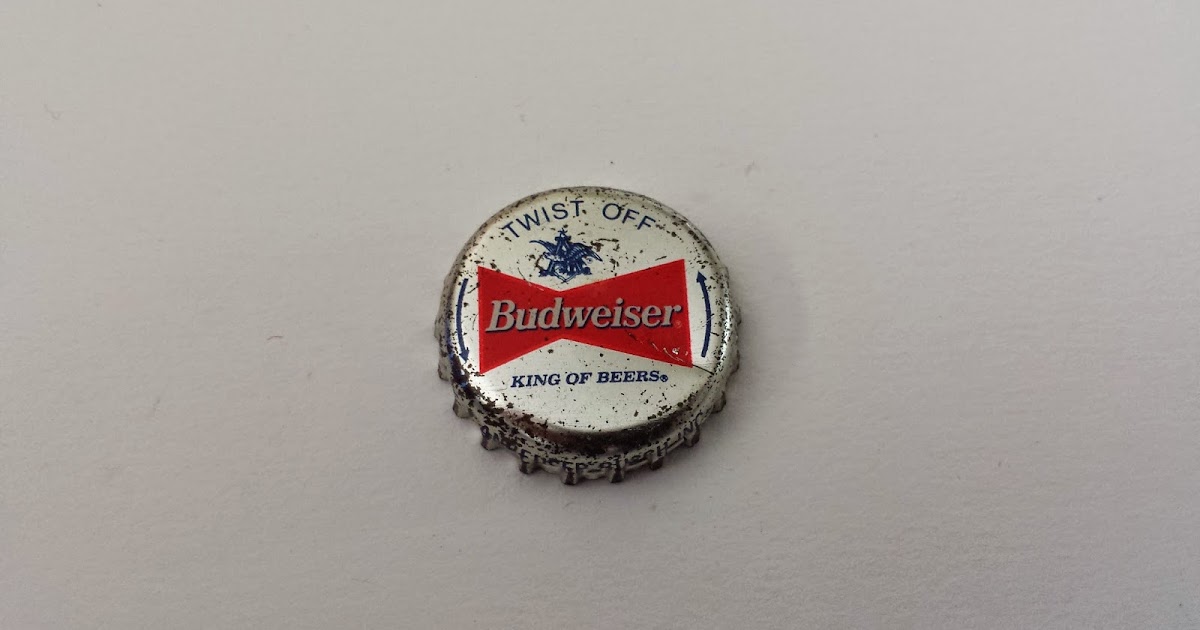 TWIST OFF
Budweiser®
KING OF BEERS®